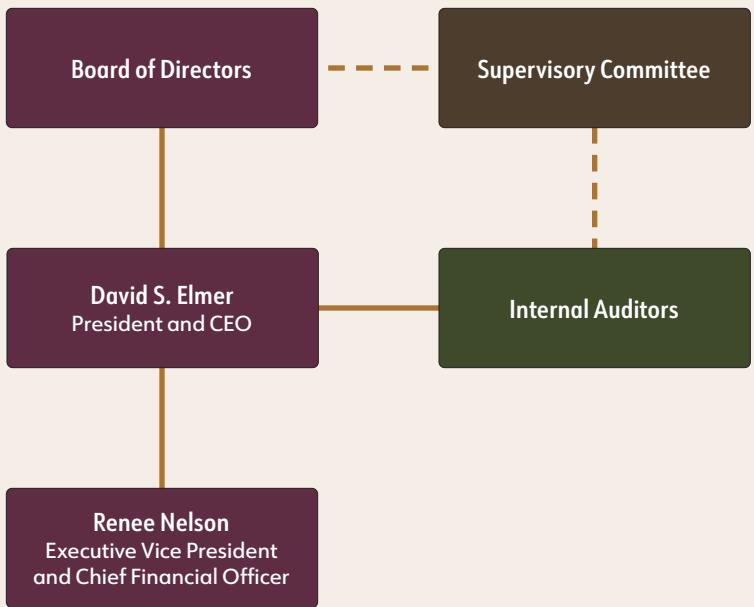 Board of Directors
Supervisory Committee
David S. Elmer
President and CEO
Internal Auditors
Renee Nelson
Executive Vice President
and Chief Financial Officer